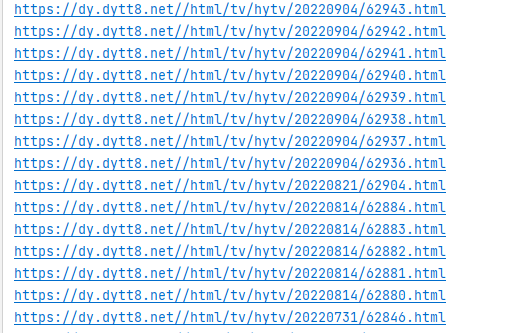 https://dy.dytt8.net//html/tv/hytv/20220904/62943.html
https://dy.dytt8.net//html/tv/hytv/20220904/62942.html
https://dy.dytt8.net//html/tv/hytv/20220904/62941.html
https://dy.dytt8.net//html/tv/hytv/20220904/62940.html
https://dy.dytt8.net//html/tv/hytv/20220904/62939.html
https://dy.dytt8.net//html/tv/hytv/20220904/62938.html
https://dy.dytt8.net//html/tv/hytv/20220904/62937.html
https://dy.dytt8.net//html/tv/hytv/20220904/62936.html
https://dy.dytt8.net//html/tv/hytv/20220821/62904.html
https://dy.dytt8.net//html/tv/hytv/20220814/62884.html
https://dy.dytt8.net//html/tv/hytv/20220814/62883.html
https://dy.dytt8.net//html/tv/hytv/20220814/62882.html
https://dy.dytt8.net//html/tv/hytv/20220814/62881.html
https://dy.dytt8.net//html/tv/hytv/20220814/62880.html
https://dy.dytt8.net//html/tv/hytv/20220731/62846.html